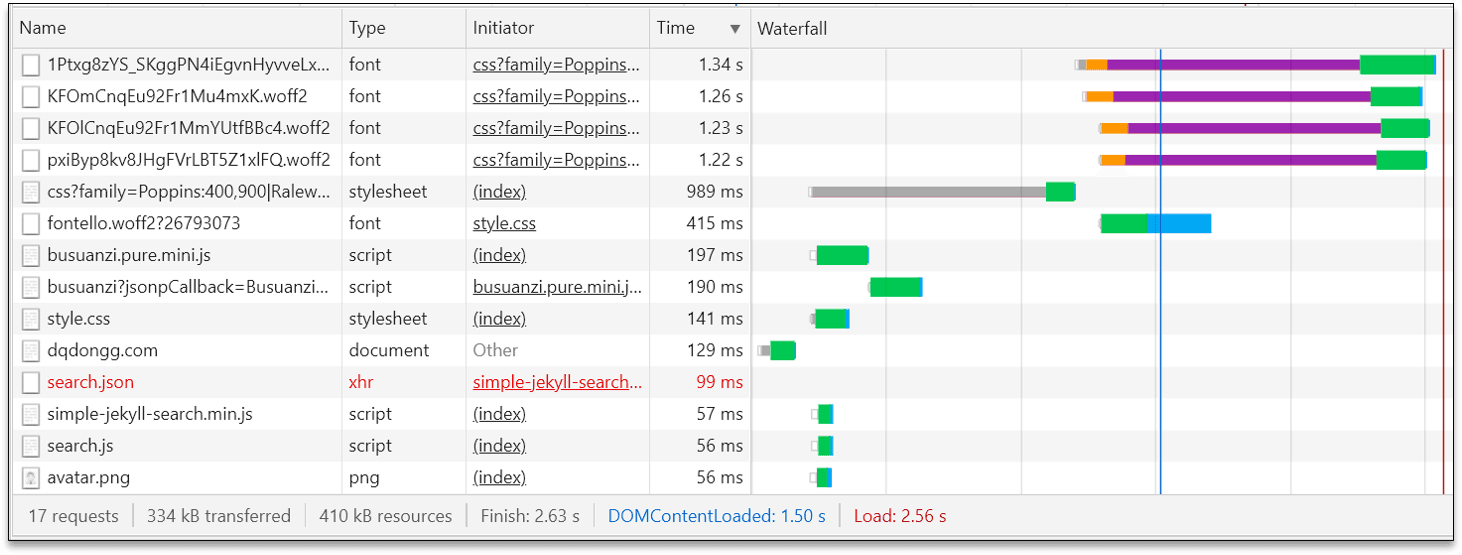 Name Type Initiator Time ▼ Waterfall
1Ptxg8zYS_SKggPN4iEgvnHyvveLx... font css?family=Poppins... 1.34 s
KFOmCnqEu92Fr1Mu4mxK.woff2 font css?family=Poppins... 1.26 s
KFOlCnqEu92Fr1MmYUtfBBc4.woff2 font css?family=Poppins... 1.23 s
pxiByp8kv8JHgFVrLBT5Z1xlFQ.woff2 font css?family=Poppins... 1.22 s
css?family=Poppins:400,900|Ralew... stylesheet (index) 989 ms
fontello.woff2?26793073 font style.css 415 ms
busuanzi.pure.mini.js script (index) 197 ms
busuanzi?jsonpCallback=Busuanzi... script busuanzi.pure.mini.j... 190 ms
style.css stylesheet (index) 141 ms
dqdongg.com document Other 129 ms
search.json xhr simple-jekyll-search... 99 ms
simple-jekyll-search.min.js script (index) 57 ms
search.js script (index) 56 ms
avatar.png png (index) 56 ms
17 requests 334 kB transferred 410 kB resources Finish: 2.63 s DOMContentLoaded: 1.50 s Load: 2.56 s